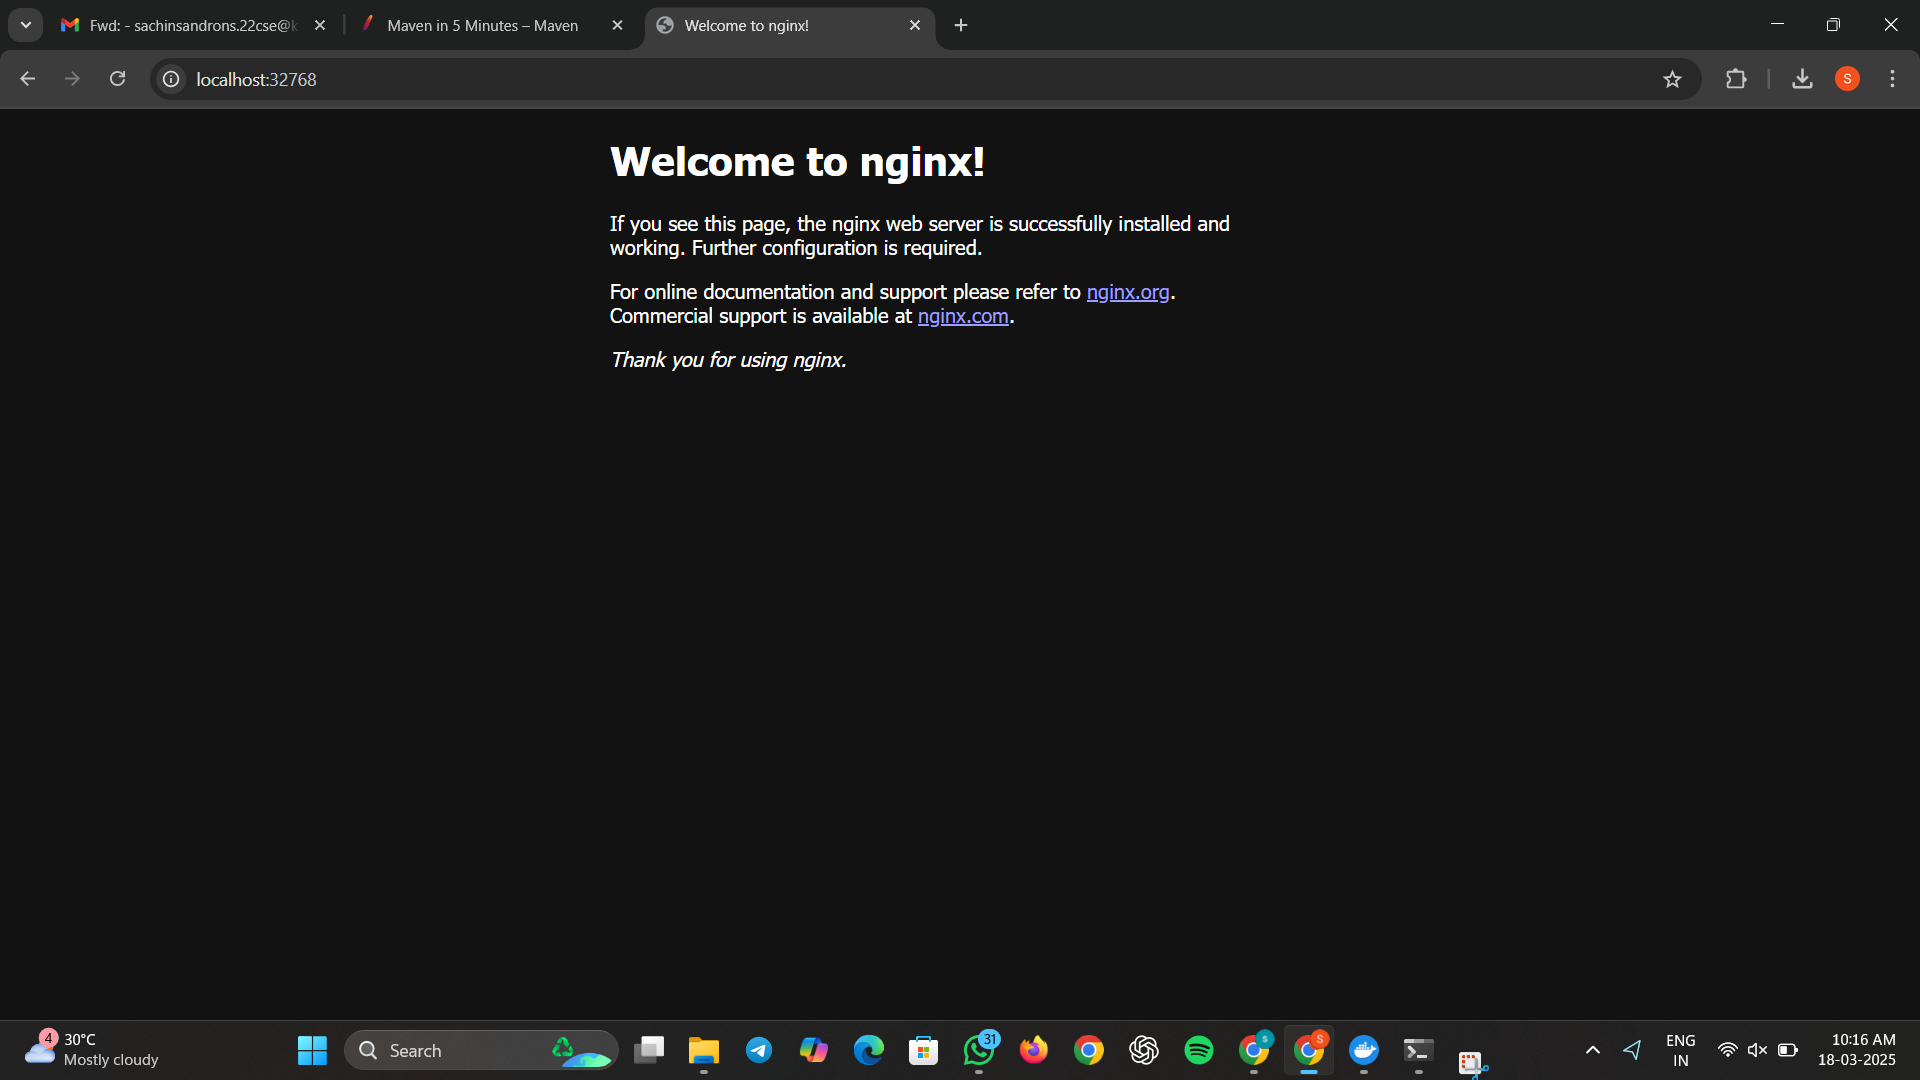 Fwd: - sachinsandrons.22cse@k
Maven in 5 Minutes – Maven
Welcome to nginx!
localhost:32768
S
Welcome to nginx!
If you see this page, the nginx web server is successfully installed and
working. Further configuration is required.
For online documentation and support please refer to nginx.org.
Commercial support is available at nginx.com.
Thank you for using nginx.
4
30°C
Mostly cloudy
Search
31
s
S
ENG
IN
10:16 AM
18-03-2025